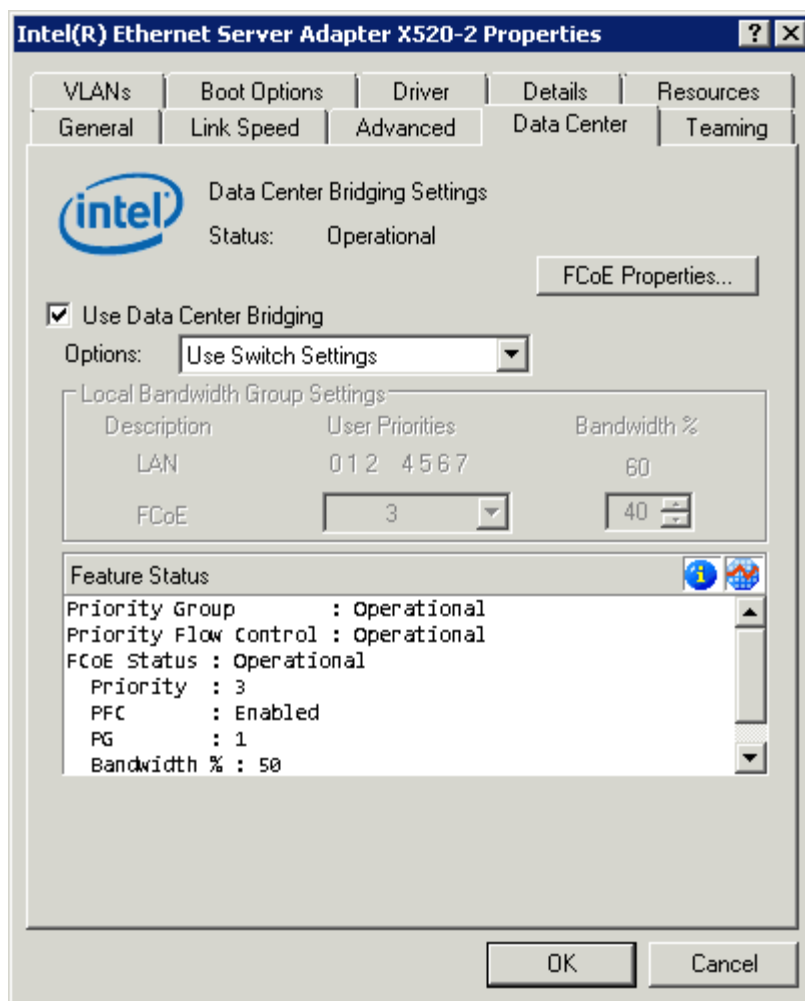 Intel(R) Ethernet Server Adapter X520-2 Properties
VLANs Boot Options Driver Details Resources
General Link Speed Advanced Data Center Teaming
intel
Data Center Bridging Settings
Status: Operational
FCoE Properties...
Use Data Center Bridging
Options: Use Switch Settings
Local Bandwidth Group Settings
Description User Priorities Bandwidth %
LAN 0 1 2 4 5 6 7 60
FCoE 3 40
Feature Status
Priority Group : Operational
Priority Flow Control : Operational
FCoE Status : Operational
Priority : 3
PFC : Enabled
PG : 1
Bandwidth % : 50
OK Cancel